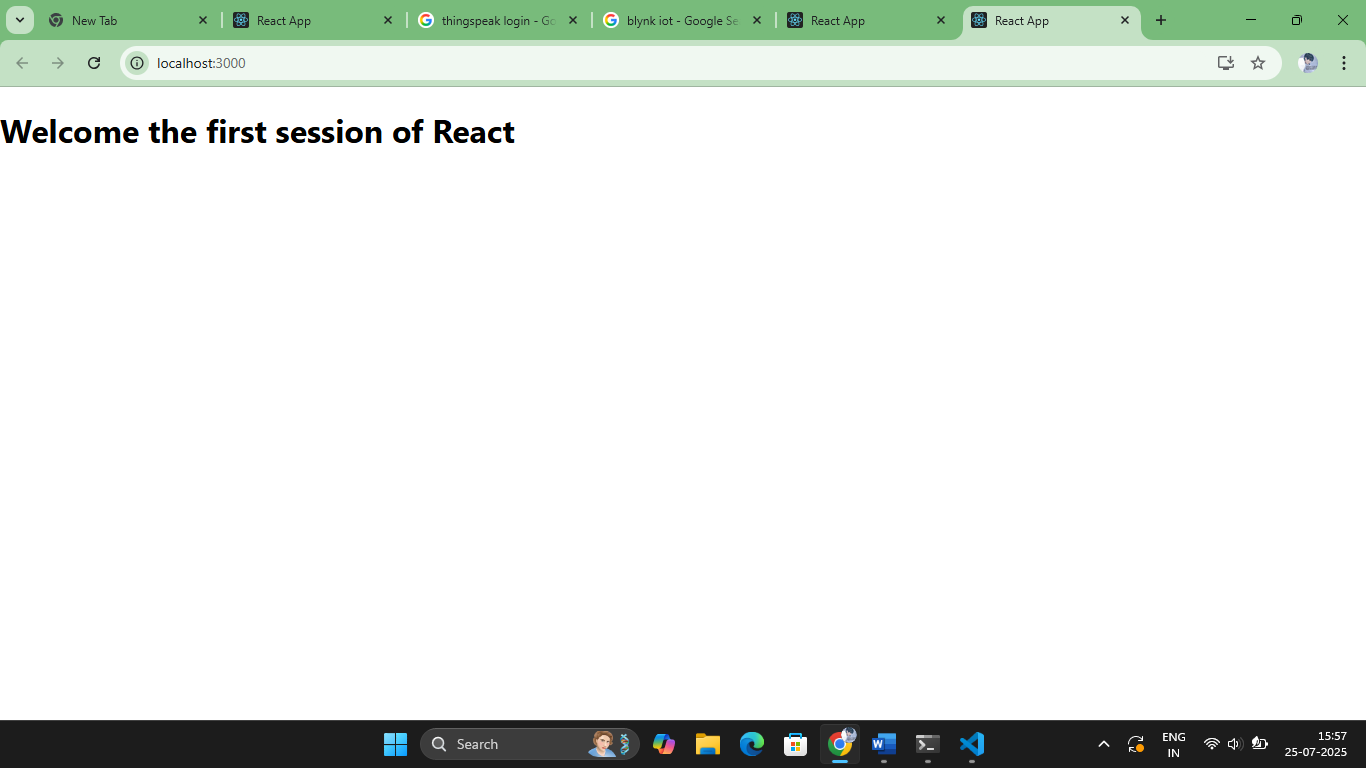 New Tab
React App
thingspeak login - Go
blynk iot - Google Se
React App
React App
localhost:3000
Welcome the first session of React
Search
ENG
IN
15:57
25-07-2025